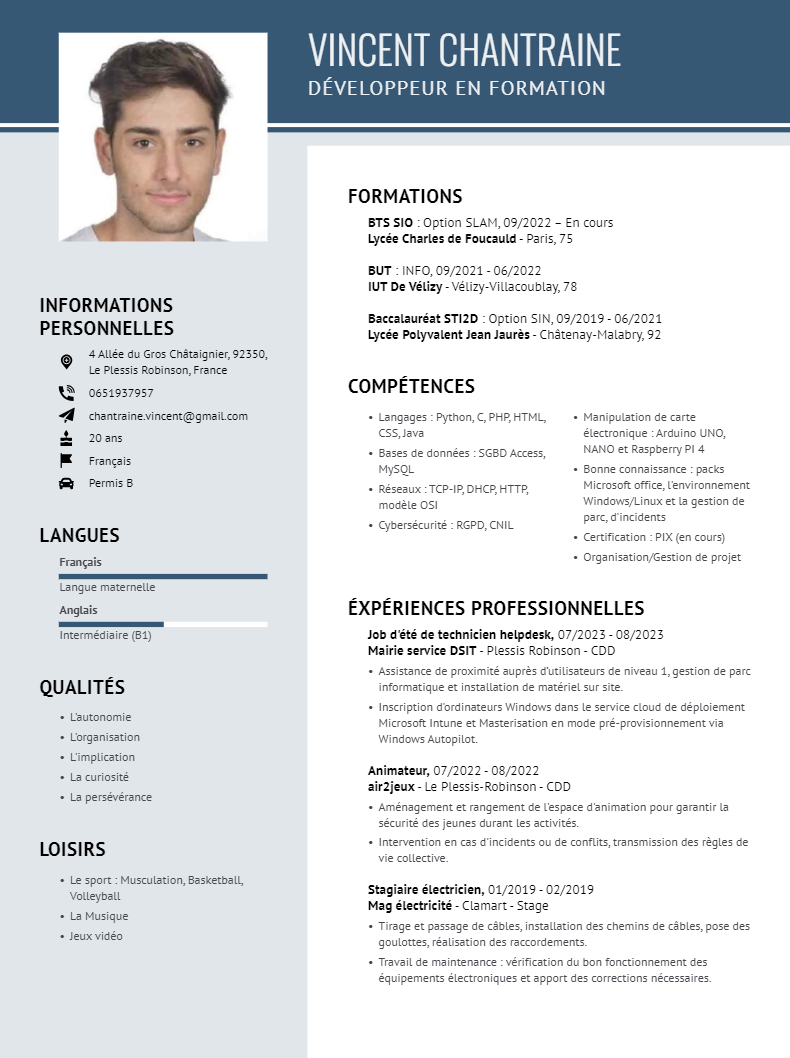 VINCENT CHANTRAINE
DÉVELOPPEUR EN FORMATION
INFORMATIONS
PERSONNELLES
4 Allée du Gros Châtaignier, 92350,
Le Plessis Robinson, France
0651937957
chantraine.vincent@gmail.com
20 ans
Français
Permis B
LANGUES
Français
Langue maternelle
Anglais
Intermédiaire (B1)
QUALITÉS
• L'autonomie
• L'organisation
• L'implication
• La curiosité
• La persévérance
LOISIRS
• Le sport : Musculation, Basketball,
Volleyball
• La Musique
• Jeux vidéo
FORMATIONS
BTS SIO : Option SLAM, 09/2022 – En cours
Lycée Charles de Foucauld - Paris, 75
BUT : INFO, 09/2021 - 06/2022
IUT De Vélizy - Vélizy-Villacoublay, 78
Baccalauréat STI2D : Option SIN, 09/2019 - 06/2021
Lycée Polyvalent Jean Jaurès - Châtenay-Malabry, 92
COMPÉTENCES
• Langages : Python, C, PHP, HTML,
CSS, Java
• Bases de données : SGBD Access,
MySQL
• Réseaux : TCP-IP, DHCP, HTTP,
modèle OSI
• Cybersécurité : RGPD, CNIL
• Manipulation de carte
électronique : Arduino UNO,
NANO et Raspberry PI 4
• Bonne connaissance : packs
Microsoft office, l'environnement
Windows/Linux et la gestion de
parc, d'incidents
• Certification : PIX (en cours)
• Organisation/Gestion de projet
ÉXPÉRIENCES PROFESSIONNELLES
Job d'été de technicien helpdesk, 07/2023 - 08/2023
Mairie service DSIT - Plessis Robinson - CDD
• Assistance de proximité auprès d'utilisateurs de niveau 1, gestion de parc
informatique et installation de matériel sur site.
• Inscription d'ordinateurs Windows dans le service cloud de déploiement
Microsoft Intune et Masterisation en mode pré-provisionnement via
Windows Autopilot.
Animateur, 07/2022 - 08/2022
air2jeux - Le Plessis-Robinson - CDD
• Aménagement et rangement de l'espace d'animation pour garantir la
sécurité des jeunes durant les activités.
• Intervention en cas d'incidents ou de conflits, transmission des règles de
vie collective.
Stagiaire électricien, 01/2019 - 02/2019
Mag électricité - Clamart - Stage
• Tirage et passage de câbles, installation des chemins de câbles, pose des
goulottes, réalisation des raccordements.
• Travail de maintenance : vérification du bon fonctionnement des
équipements électroniques et apport des corrections nécessaires.